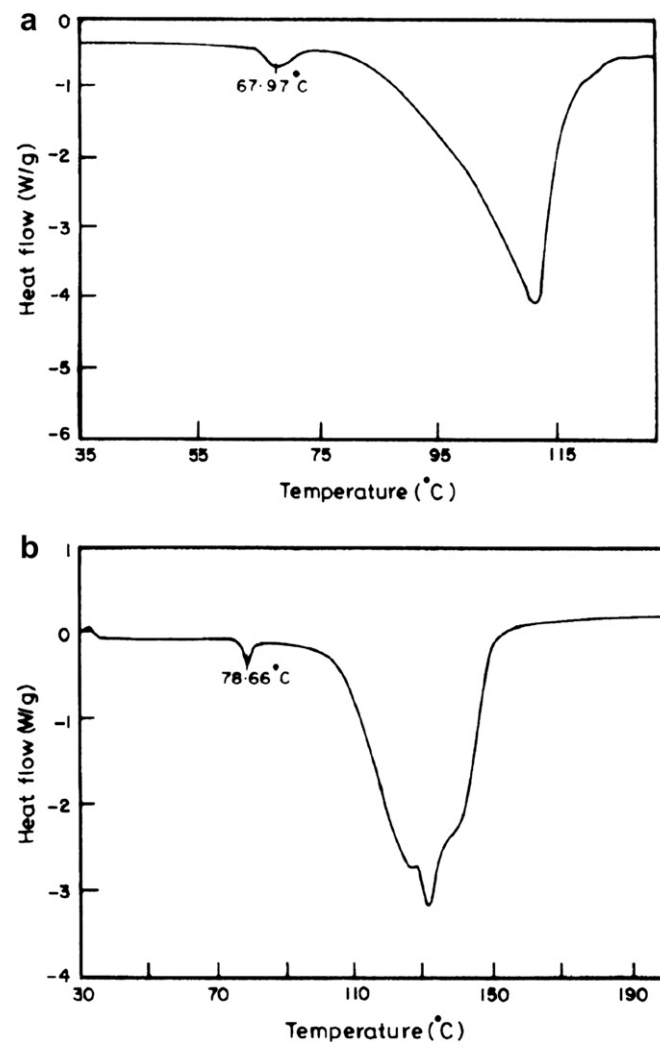 a
0
-1
-2
-3
-4
-5
-6
Heat flow (W/g)
67.97°C
35 55 75 95 115
Temperature (°C)
b
1
0
-1
-2
-3
-4
Heat flow (W/g)
78.66°C
30 70 110 150 190
Temperature (°C)